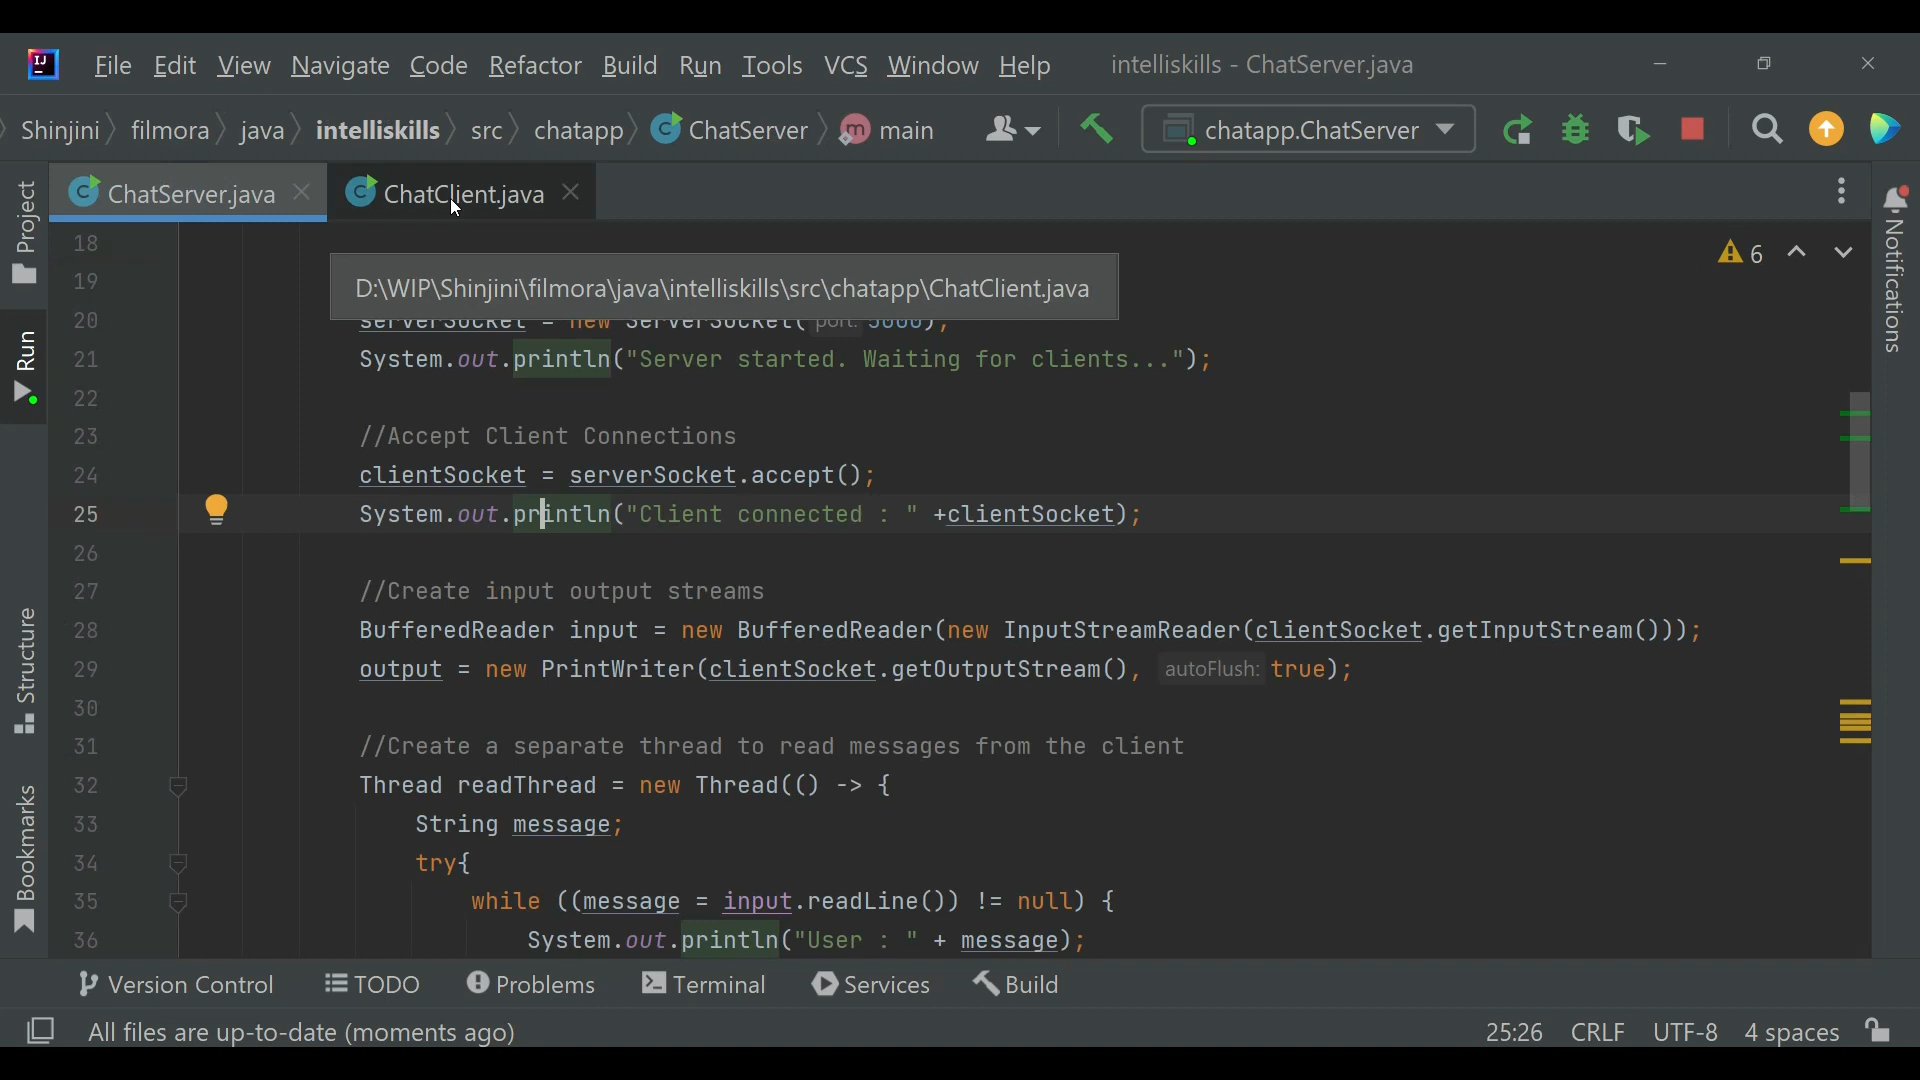 IJ File Edit View Navigate Code Refactor Build Run Tools VCS Window Help intelliskills - ChatServer.java
Shinjini filmora java intelliskills src chatapp C ChatServer m main chatapp.ChatServer
C ChatServer.java C ChatClient.java
Project
Run
Structure
Bookmarks
Notifications
6
18
D:\WIP\Shinjini\filmora\java\intelliskills\src\chatapp\ChatClient.java
19
20 serverSocket = new ServerSocket( port: 5000);
21 System.out.println("Server started. Waiting for clients...");
22
23 //Accept Client Connections
24 clientSocket = serverSocket.accept();
25 System.out.println("Client connected : " +clientSocket);
26
27 //Create input output streams
28 BufferedReader input = new BufferedReader(new InputStreamReader(clientSocket.getInputStream()));
29 output = new PrintWriter(clientSocket.getOutputStream(), autoFlush: true);
30
31 //Create a separate thread to read messages from the client
32 Thread readThread = new Thread(() -> {
33 String message;
34 try{
35 while ((message = input.readLine()) != null) {
36 System.out.println("User : " + message);
Version Control TODO Problems Terminal Services Build
All files are up-to-date (moments ago) 25:26 CRLF UTF-8 4 spaces